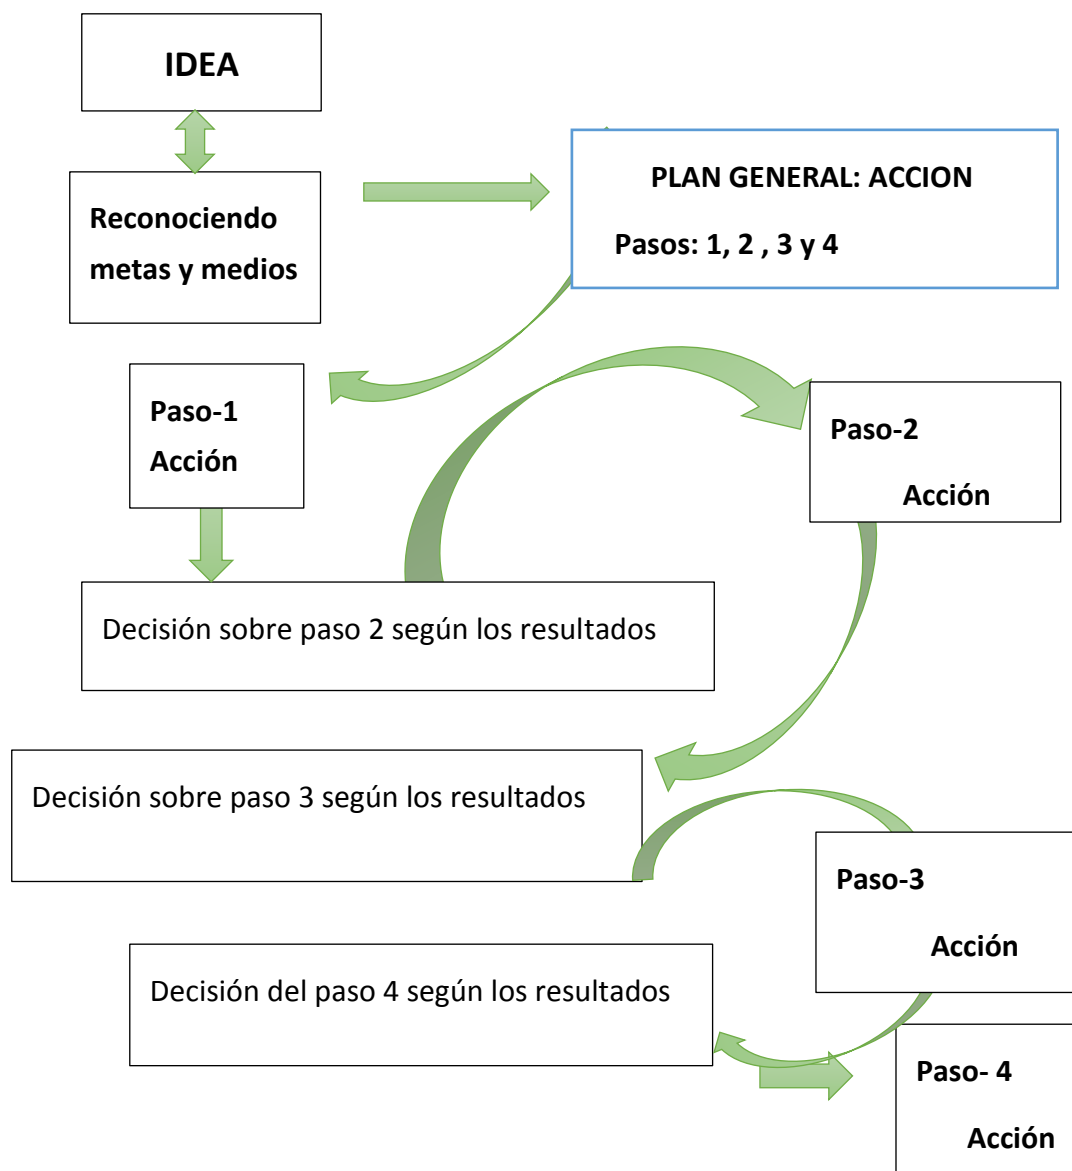 IDEA
Reconociendo
metas y medios
PLAN GENERAL: ACCION
Pasos: 1, 2 , 3 y 4
Paso-1
Acción
Paso-2
Acción
Decisión sobre paso 2 según los resultados
Decisión sobre paso 3 según los resultados
Paso-3
Acción
Decisión del paso 4 según los resultados
Paso- 4
Acción